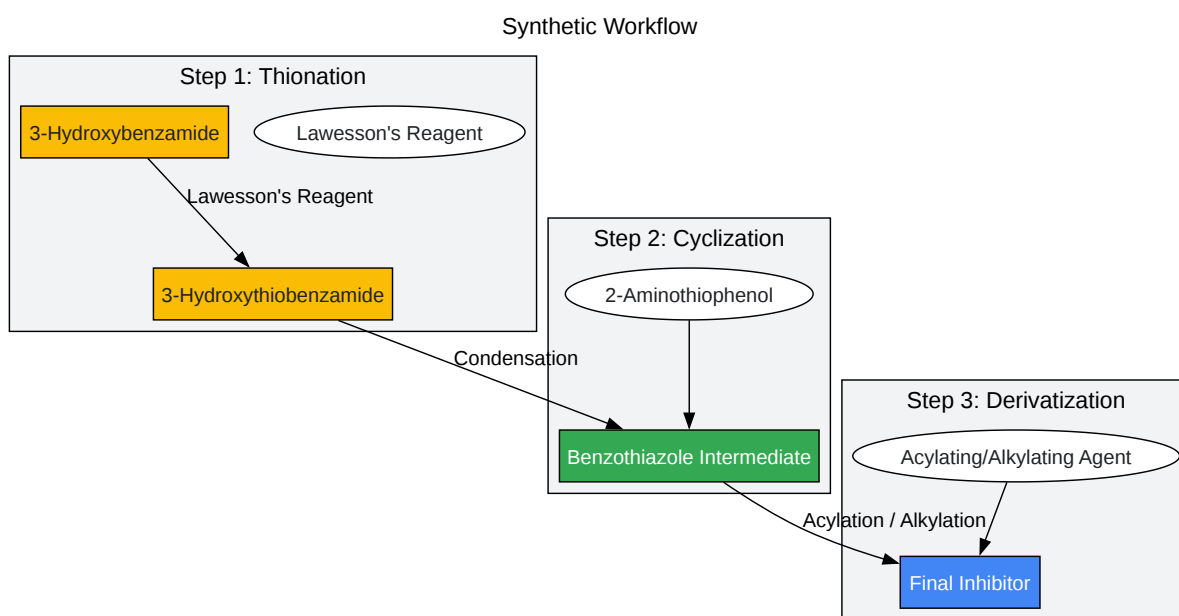 Synthetic Workflow
Step 1: Thionation
3-Hydroxybenzamide
Lawesson's Reagent
Lawesson's Reagent
3-Hydroxythiobenzamide
Step 2: Cyclization
2-Aminothiophenol
Condensation
Benzothiazole Intermediate
Step 3: Derivatization
Acylating/Alkylating Agent
Acylation / Alkylation
Final Inhibitor